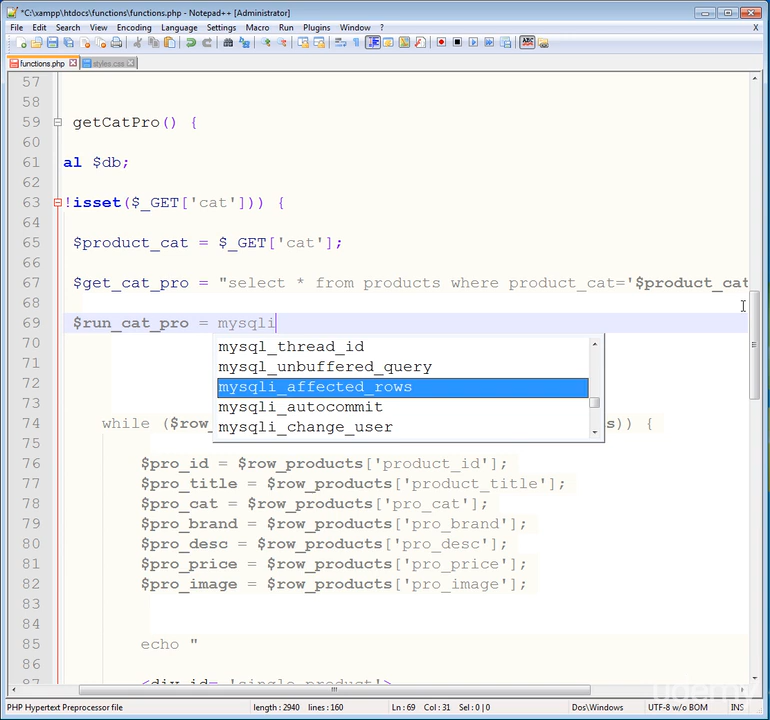 *C:\xampp\htdocs\functions\functions.php - Notepad++ [Administrator]
File Edit Search View Encoding Language Settings Macro Run Plugins Window ? X
functions.php styles.css
57
58
59 getCatPro() {
60
61 al $db;
62
63 !isset($_GET['cat'])) {
64
65 $product_cat = $_GET['cat'];
66
67 $get_cat_pro = "select * from products where product_cat='$product_cat
68
69 $run_cat_pro = mysqli
70 mysql_thread_id
71 mysql_unbuffered_query
72 mysqli_affected_rows
73 mysqli_autocommit
74 while ($row_ mysqli_change_user s)) {
75
76 $pro_id = $row_products['product_id'];
77 $pro_title = $row_products['product_title'];
78 $pro_cat = $row_products['pro_cat'];
79 $pro_brand = $row_products['pro_brand'];
80 $pro_desc = $row_products['pro_desc'];
81 $pro_price = $row_products['pro_price'];
82 $pro_image = $row_products['pro_image'];
83
84
85 echo "
86
87 <div id= 'single_product'>
PHP Hypertext Preprocessor file length : 2940 lines : 160 Ln : 69 Col : 31 Sel : 0 | 0 Dos\Windows UTF-8 w/o BOM INS
udemy